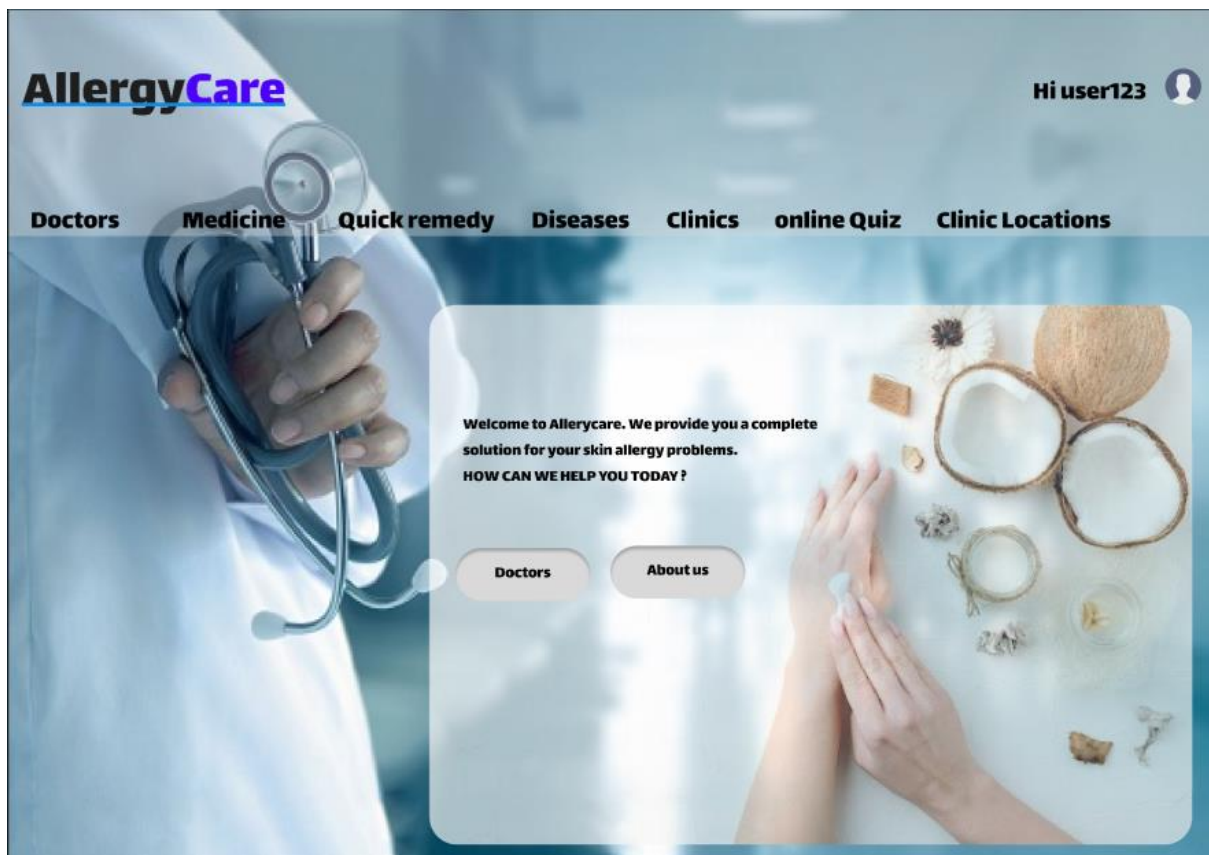 AllergyCare
Hi user123
Doctors Medicine Quick remedy Diseases Clinics online Quiz Clinic Locations
Welcome to Allerycare. We provide you a complete
solution for your skin allergy problems.
HOW CAN WE HELP YOU TODAY ?
Doctors About us